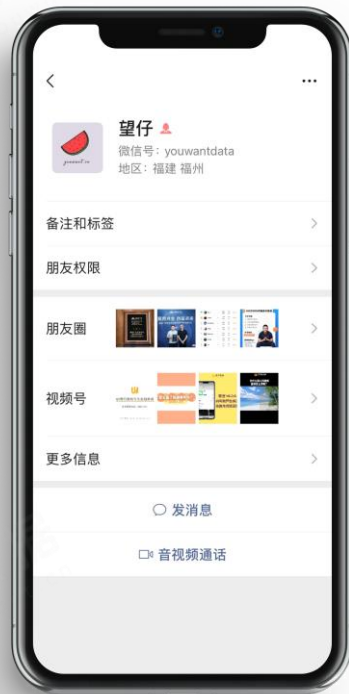 望仔
微信号：youwantdata
地区：福建 福州
备注和标签
朋友权限
朋友圈
视频号
更多信息
发消息
音视频通话